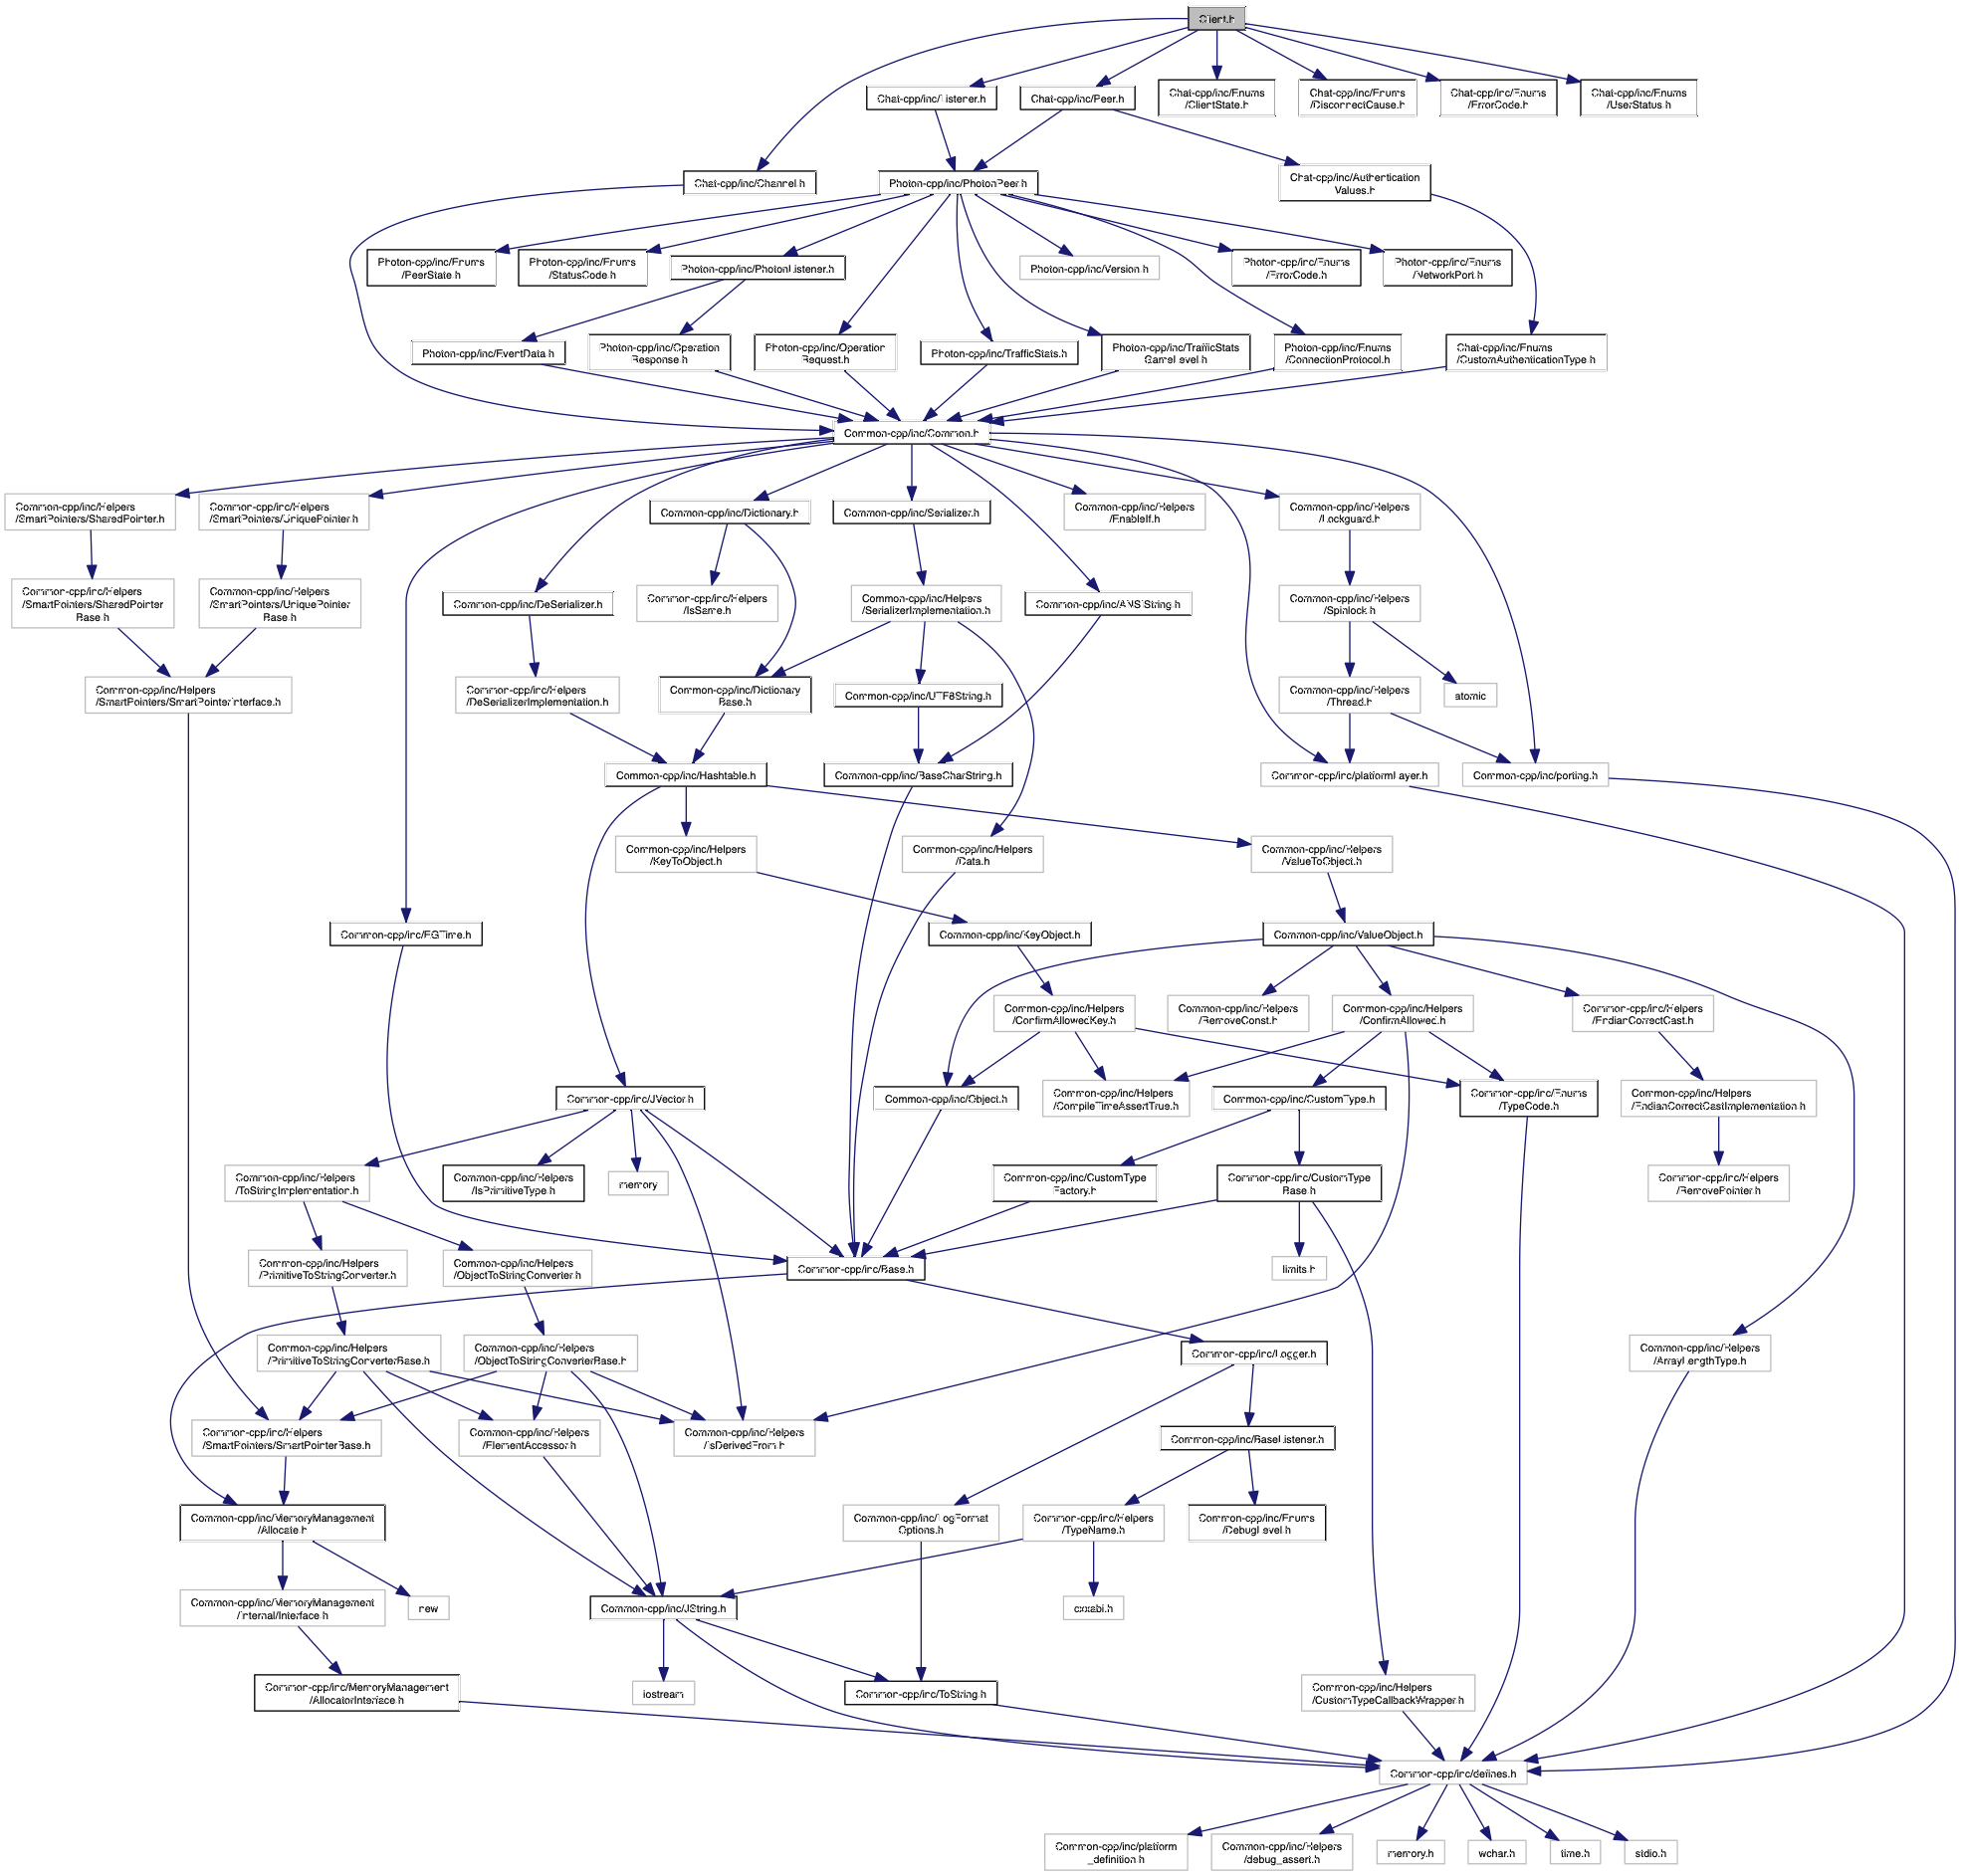 Client.h
Chat-cpp/inc/Listener.h
Chat-cpp/inc/Peer.h
Chat-cpp/inc/Enums
/ClientState.h
Chat-cpp/inc/Enums
/DisconnectCause.h
Chat-cpp/inc/Enums
/ErrorCode.h
Chat-cpp/inc/Enums
/UserStatus.h
Chat-cpp/inc/Channel.h
Photon-cpp/inc/PhotonPeer.h
Chat-cpp/inc/Authentication
Values.h
Photon-cpp/inc/Enums
/PeerState.h
Photon-cpp/inc/Enums
/StatusCode.h
Photon-cpp/inc/PhotonListener.h
Photon-cpp/inc/Version.h
Photon-cpp/inc/Enums
/ErrorCode.h
Photon-cpp/inc/Enums
/NetworkPort.h
Photon-cpp/inc/EventData.h
Photon-cpp/inc/Operation
Response.h
Photon-cpp/inc/Operation
Request.h
Photon-cpp/inc/TrafficStats.h
Photon-cpp/inc/TrafficStats
GameLevel.h
Photon-cpp/inc/Enums
/ConnectionProtocol.h
Chat-cpp/inc/Enums
/CustomAuthenticationType.h
Common-cpp/inc/Common.h
Common-cpp/inc/Helpers
/SmartPointers/SharedPointer.h
Common-cpp/inc/Helpers
/SmartPointers/UniquePointer.h
Common-cpp/inc/Dictionary.h
Common-cpp/inc/Serializer.h
Common-cpp/inc/Helpers
/EnableIf.h
Common-cpp/inc/Helpers
/Lockguard.h
Common-cpp/inc/Helpers
/SmartPointers/SharedPointer
Base.h
Common-cpp/inc/Helpers
/SmartPointers/UniquePointer
Base.h
Common-cpp/inc/DeSerializer.h
Common-cpp/inc/Helpers
/IsSame.h
Common-cpp/inc/Helpers
/SerializerImplementation.h
Common-cpp/inc/ANSIString.h
Common-cpp/inc/Helpers
/Spinlock.h
Common-cpp/inc/Helpers
/SmartPointers/SmartPointerInterface.h
Common-cpp/inc/Helpers
/DeSerializerImplementation.h
Common-cpp/inc/Dictionary
Base.h
Common-cpp/inc/UTF8String.h
Common-cpp/inc/Helpers
/Thread.h
atomic
Common-cpp/inc/Hashtable.h
Common-cpp/inc/BaseCharString.h
Common-cpp/inc/platformLayer.h
Common-cpp/inc/porting.h
Common-cpp/inc/Helpers
/KeyToObject.h
Common-cpp/inc/Helpers
/Data.h
Common-cpp/inc/Helpers
/ValueToObject.h
Common-cpp/inc/EGTime.h
Common-cpp/inc/KeyObject.h
Common-cpp/inc/ValueObject.h
Common-cpp/inc/Helpers
/ConfirmAllowedKey.h
Common-cpp/inc/Helpers
/RemoveConst.h
Common-cpp/inc/Helpers
/ConfirmAllowed.h
Common-cpp/inc/Helpers
/EndianCorrectCast.h
Common-cpp/inc/JVector.h
Common-cpp/inc/Object.h
Common-cpp/inc/Helpers
/CompileTimeAssertTrue.h
Common-cpp/inc/CustomType.h
Common-cpp/inc/Enums
/TypeCode.h
Common-cpp/inc/Helpers
/EndianCorrectCastImplementation.h
Common-cpp/inc/Helpers
/ToStringImplementation.h
Common-cpp/inc/Helpers
/IsPrimitiveType.h
memory
Common-cpp/inc/CustomType
Factory.h
Common-cpp/inc/CustomType
Base.h
Common-cpp/inc/Helpers
/RemovePointer.h
Common-cpp/inc/Helpers
/PrimitiveToStringConverter.h
Common-cpp/inc/Helpers
/ObjectToStringConverter.h
Common-cpp/inc/Base.h
limits.h
Common-cpp/inc/Helpers
/PrimitiveToStringConverterBase.h
Common-cpp/inc/Helpers
/ObjectToStringConverterBase.h
Common-cpp/inc/Logger.h
Common-cpp/inc/Helpers
/ArrayLengthType.h
Common-cpp/inc/Helpers
/SmartPointers/SmartPointerBase.h
Common-cpp/inc/Helpers
/ElementAccessor.h
Common-cpp/inc/Helpers
/IsDerivedFrom.h
Common-cpp/inc/BaseListener.h
Common-cpp/inc/MemoryManagement
/Allocate.h
Common-cpp/inc/LogFormat
Options.h
Common-cpp/inc/Helpers
/TypeName.h
Common-cpp/inc/Enums
/DebugLevel.h
Common-cpp/inc/MemoryManagement
/Internal/Interface.h
new
Common-cpp/inc/JString.h
cxxabi.h
Common-cpp/inc/MemoryManagement
/AllocatorInterface.h
iostream
Common-cpp/inc/ToString.h
Common-cpp/inc/Helpers
/CustomTypeCallbackWrapper.h
Common-cpp/inc/defines.h
Common-cpp/inc/platform
_definition.h
Common-cpp/inc/Helpers
/debug_assert.h
memory.h
wchar.h
time.h
stdio.h